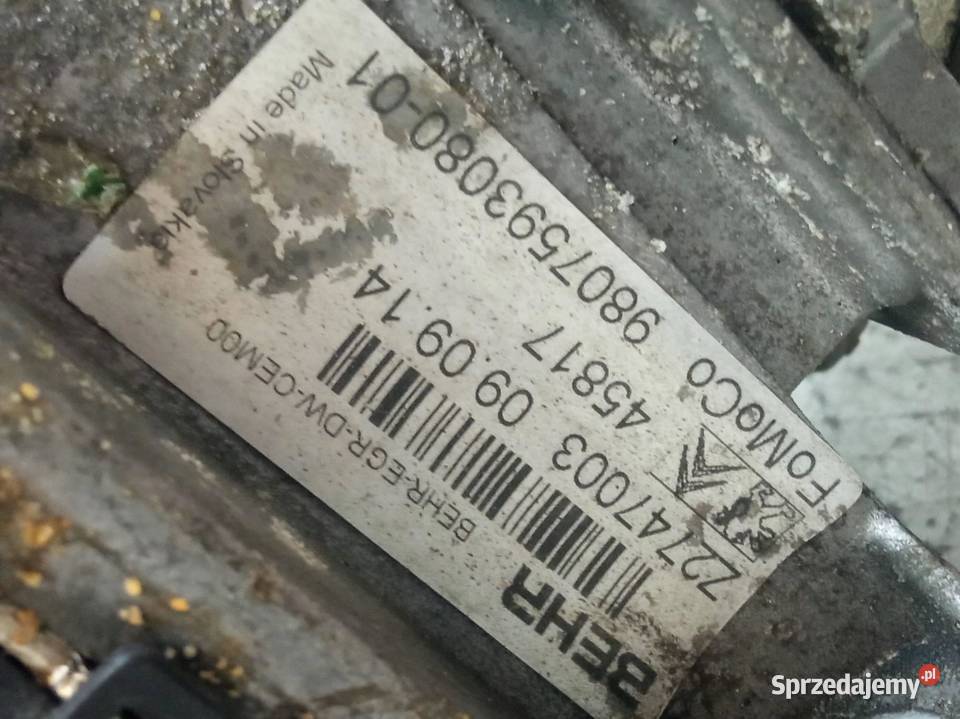 FoMoCo 9807593080-01
45817
Z2747003 09.09.14
BEHR-EGR-DW-CEM00
BEHR
Made in Slovakia
Sprzedajemy.pl